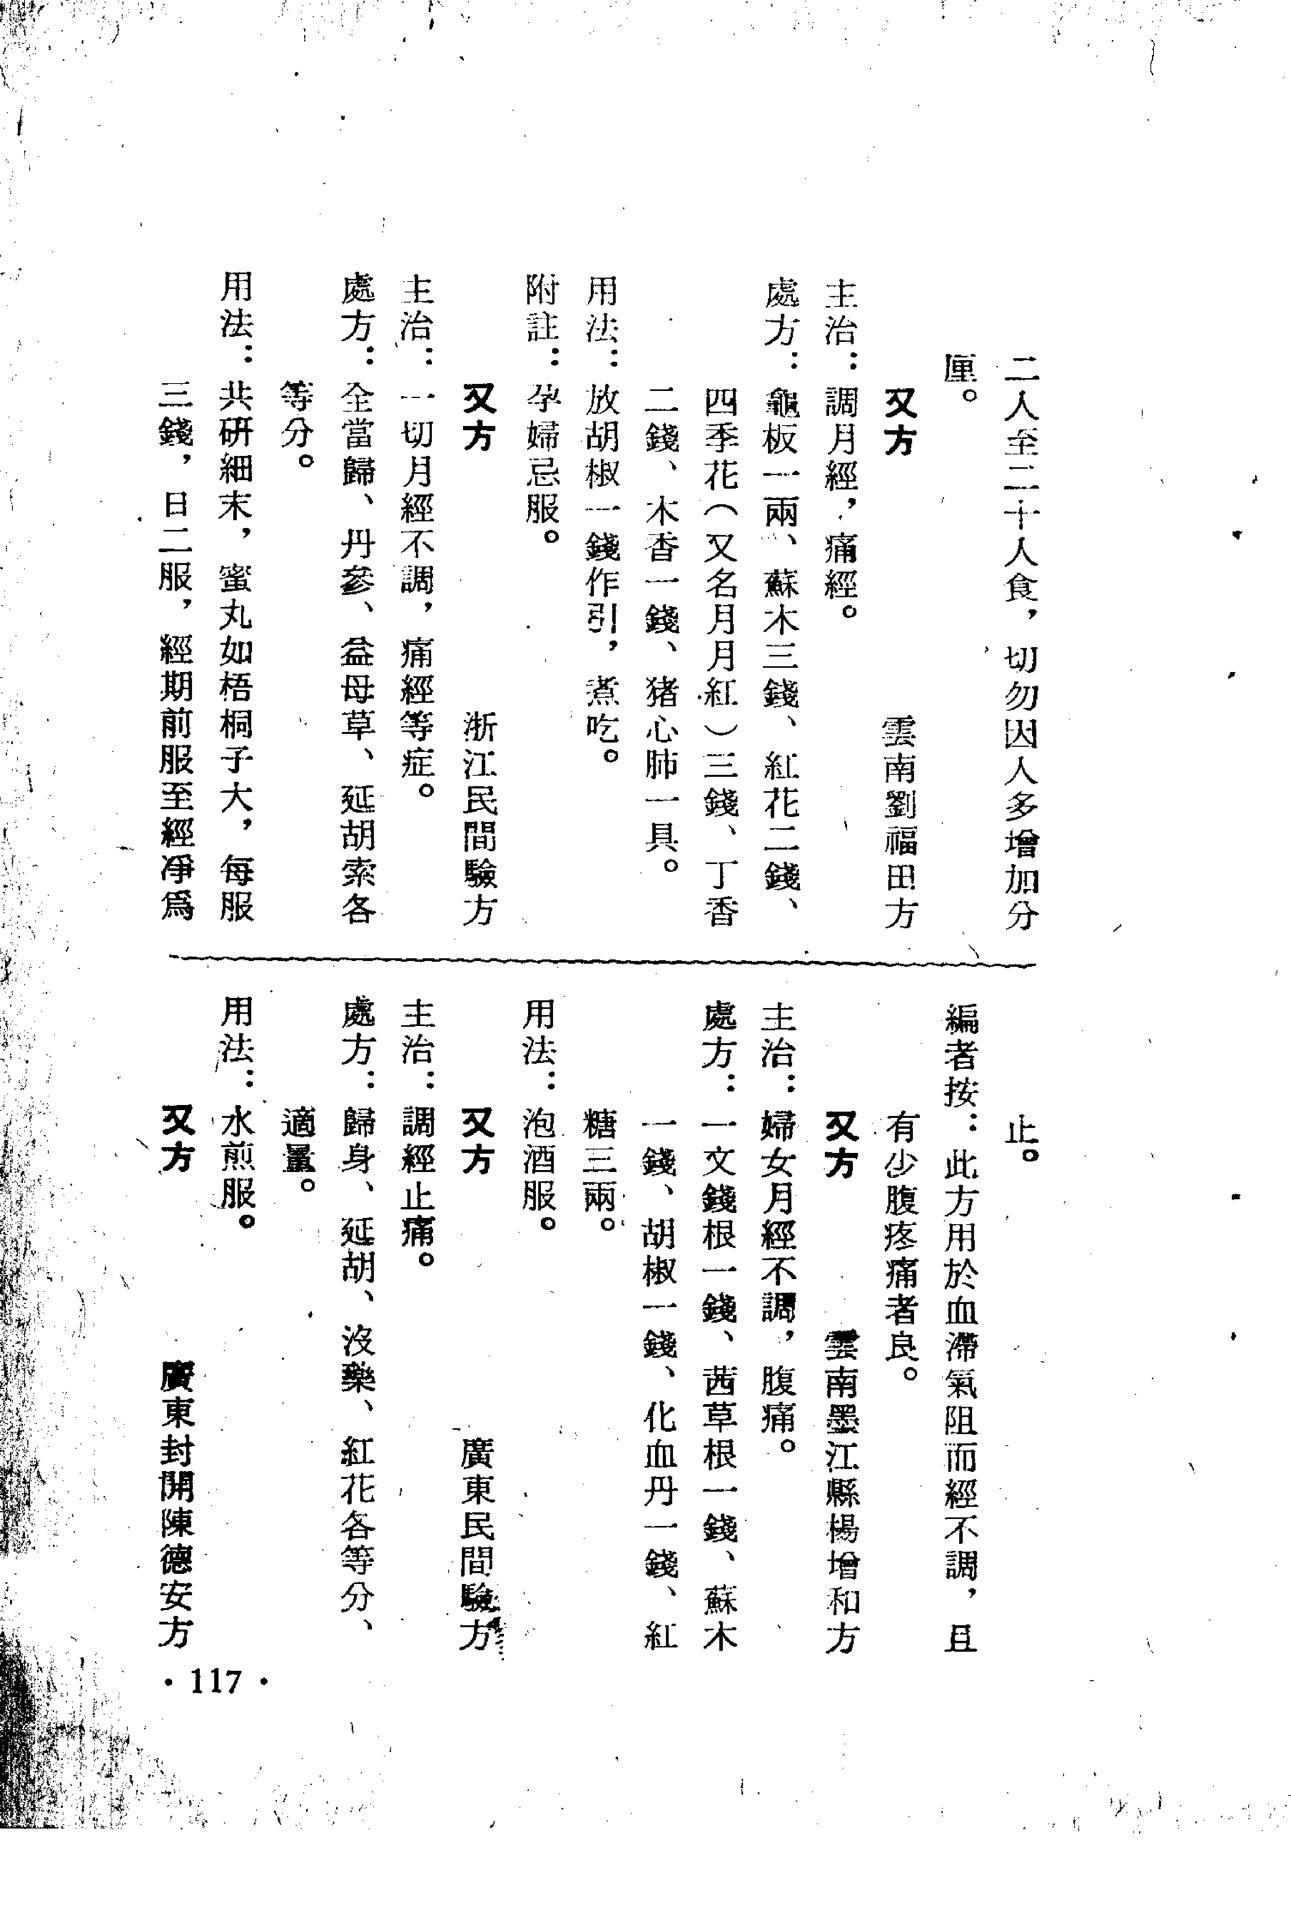 二人至二十人食，切勿因人多增加分
厘。
又方　雲南劉福田方
主治：調月經，痛經。
處方：龜板一兩、蘇木三錢、紅花二錢、
四季花（又名月月紅）三錢、丁香
二錢、木香一錢、猪心肺一具。
用法：放胡椒一錢作引，煮吃。
附註：孕婦忌服。
又方　浙江民間驗方
主治：一切月經不調，痛經等症。
處方：全當歸、丹參、益母草、延胡索各
等分。
用法：共研細末，蜜丸如梧桐子大，每服
三錢，日二服，經期前服至經凈爲
止。
編者按：此方用於血滯氣阻而經不調，且
有少腹疼痛者良。
又方　雲南墨江縣楊增和方
主治：婦女月經不調，腹痛。
處方：一文錢根一錢、茜草根一錢、蘇木
一錢、胡椒一錢、化血丹一錢、紅
糖三兩。
用法：泡酒服。
又方　廣東民間驗方
主治：調經止痛。
處方：歸身、延胡、沒藥、紅花各等分、
適量。
用法：水煎服。
又方　廣東封開陳德安方
·117·